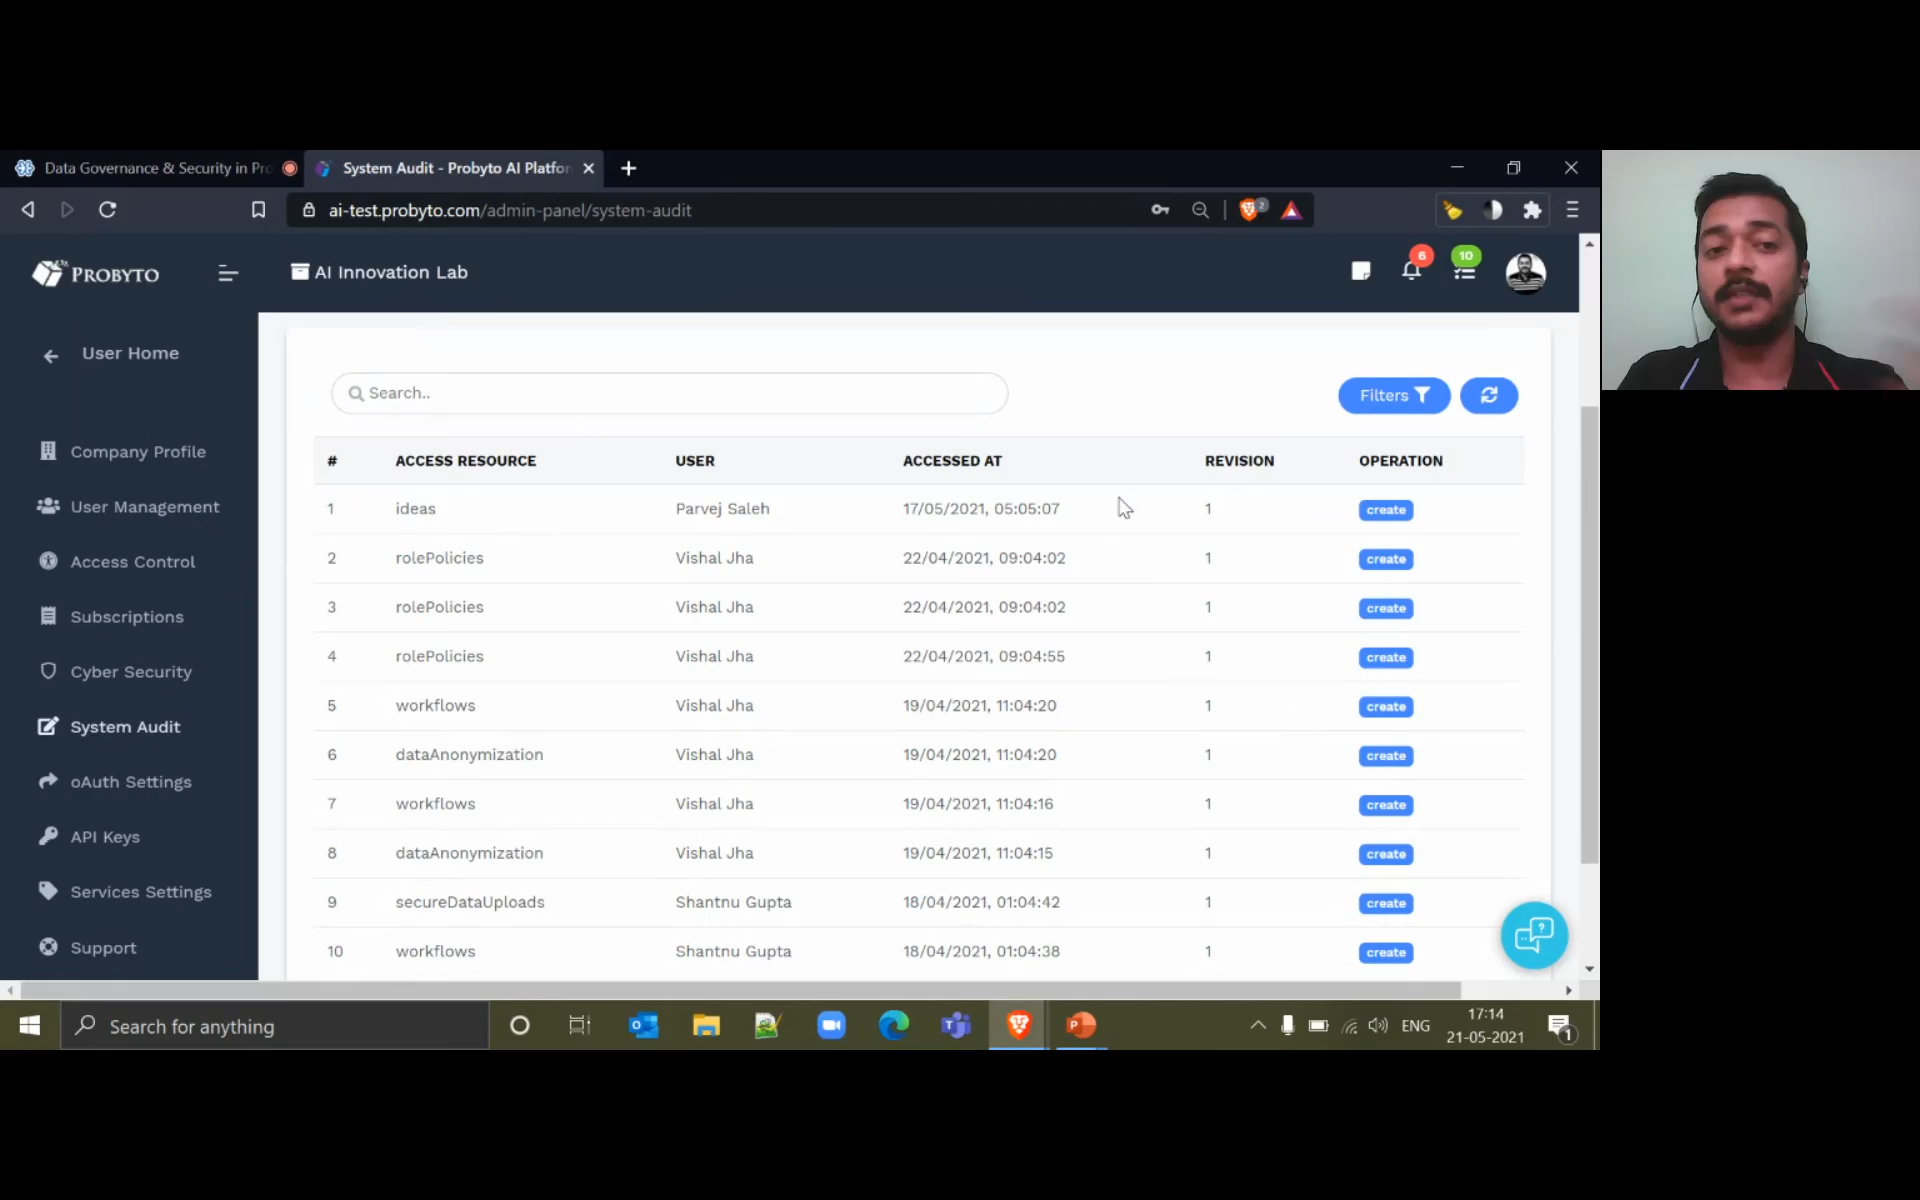 Data Governance & Security in Pro
System Audit - Probyto AI Platfor
ai-test.probyto.com/admin-panel/system-audit
2
PROBYTO
AI Innovation Lab
6
10
User Home
Company Profile
User Management
Access Control
Subscriptions
Cyber Security
System Audit
oAuth Settings
API Keys
Services Settings
Support
Search..
Filters
# ACCESS RESOURCE USER ACCESSED AT REVISION OPERATION
1 ideas Parvej Saleh 17/05/2021, 05:05:07 1 create
2 rolePolicies Vishal Jha 22/04/2021, 09:04:02 1 create
3 rolePolicies Vishal Jha 22/04/2021, 09:04:02 1 create
4 rolePolicies Vishal Jha 22/04/2021, 09:04:55 1 create
5 workflows Vishal Jha 19/04/2021, 11:04:20 1 create
6 dataAnonymization Vishal Jha 19/04/2021, 11:04:20 1 create
7 workflows Vishal Jha 19/04/2021, 11:04:16 1 create
8 dataAnonymization Vishal Jha 19/04/2021, 11:04:15 1 create
9 secureDataUploads Shantnu Gupta 18/04/2021, 01:04:42 1 create
10 workflows Shantnu Gupta 18/04/2021, 01:04:38 1 create
Search for anything
ENG
17:14
21-05-2021
1